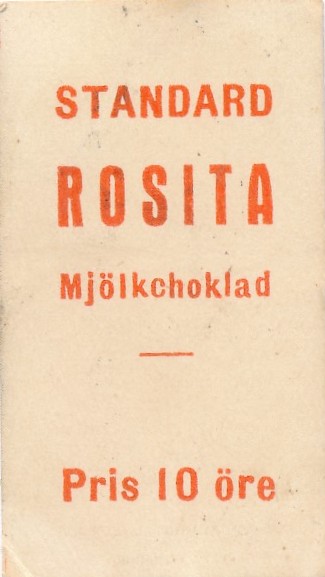 STANDARD
ROSITA
Mjölkchoklad
Pris 10 öre